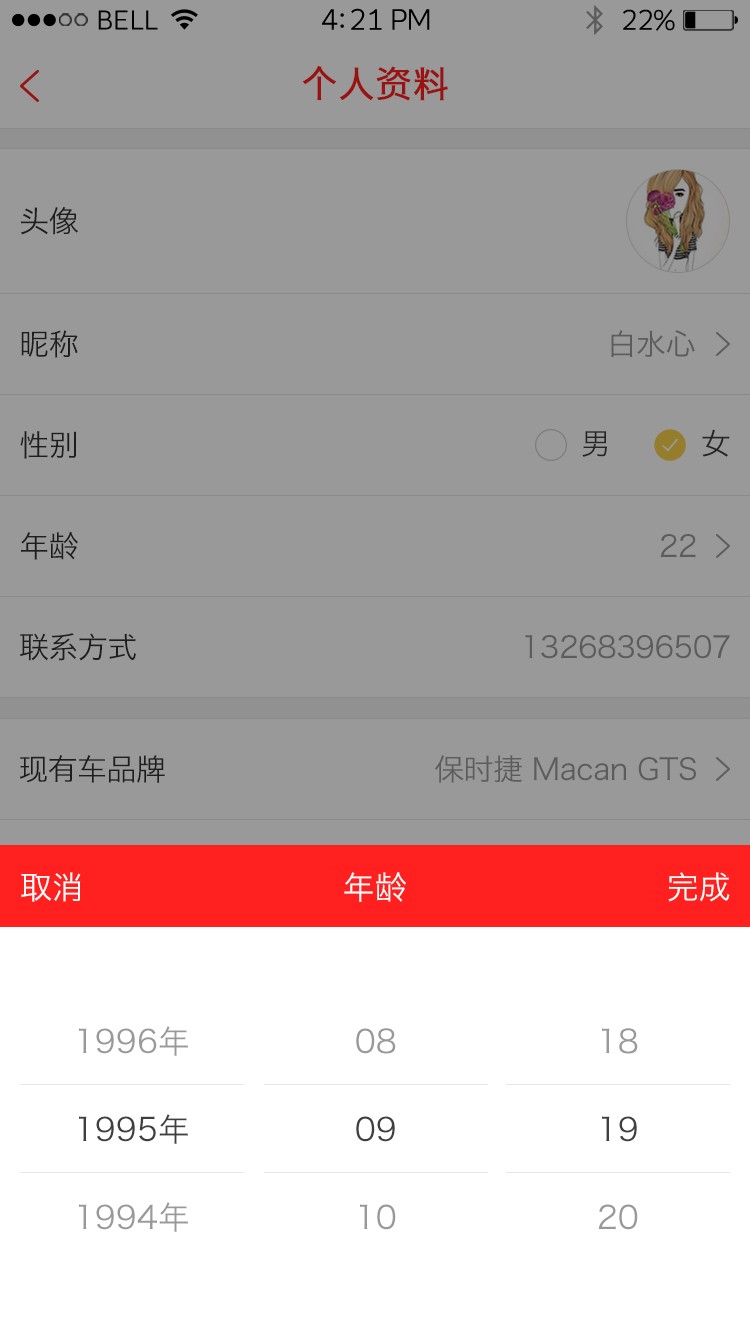 BELL 4:21 PM 22%
个人资料
头像
昵称 白水心
性别 男 女
年龄 22
联系方式 13268396507
现有车品牌 保时捷 Macan GTS
取消 年龄 完成
1996年 08 18
1995年 09 19
1994年 10 20